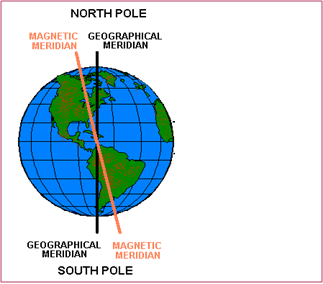 NORTH POLE
MAGNETIC GEOGRAPHICAL
MERIDIAN MERIDIAN
GEOGRAPHICAL MAGNETIC
MERIDIAN MERIDIAN
SOUTH POLE